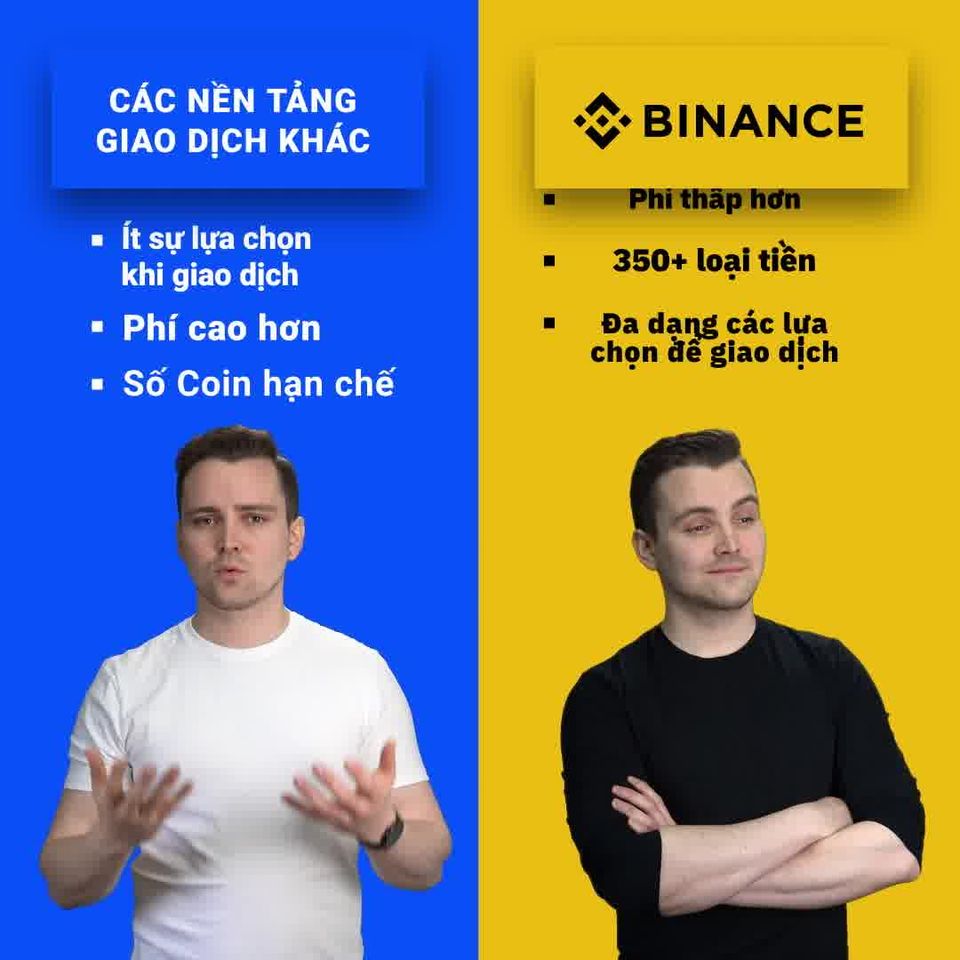 CÁC NỀN TẢNG
GIAO DỊCH KHÁC
Ít sự lựa chọn
khi giao dịch
Phí cao hơn
Số Coin hạn chế
BINANCE
Phí thấp hơn
350+ loại tiền
Đa dạng các lựa
chọn để giao dịch